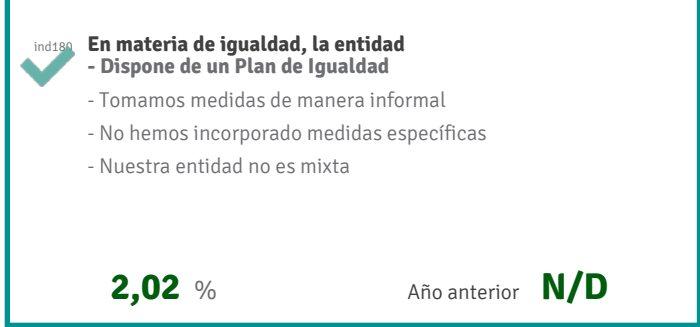 ind180 En materia de igualdad, la entidad
- Dispone de un Plan de Igualdad
- Tomamos medidas de manera informal
- No hemos incorporado medidas específicas
- Nuestra entidad no es mixta
2,02 % Año anterior N/D